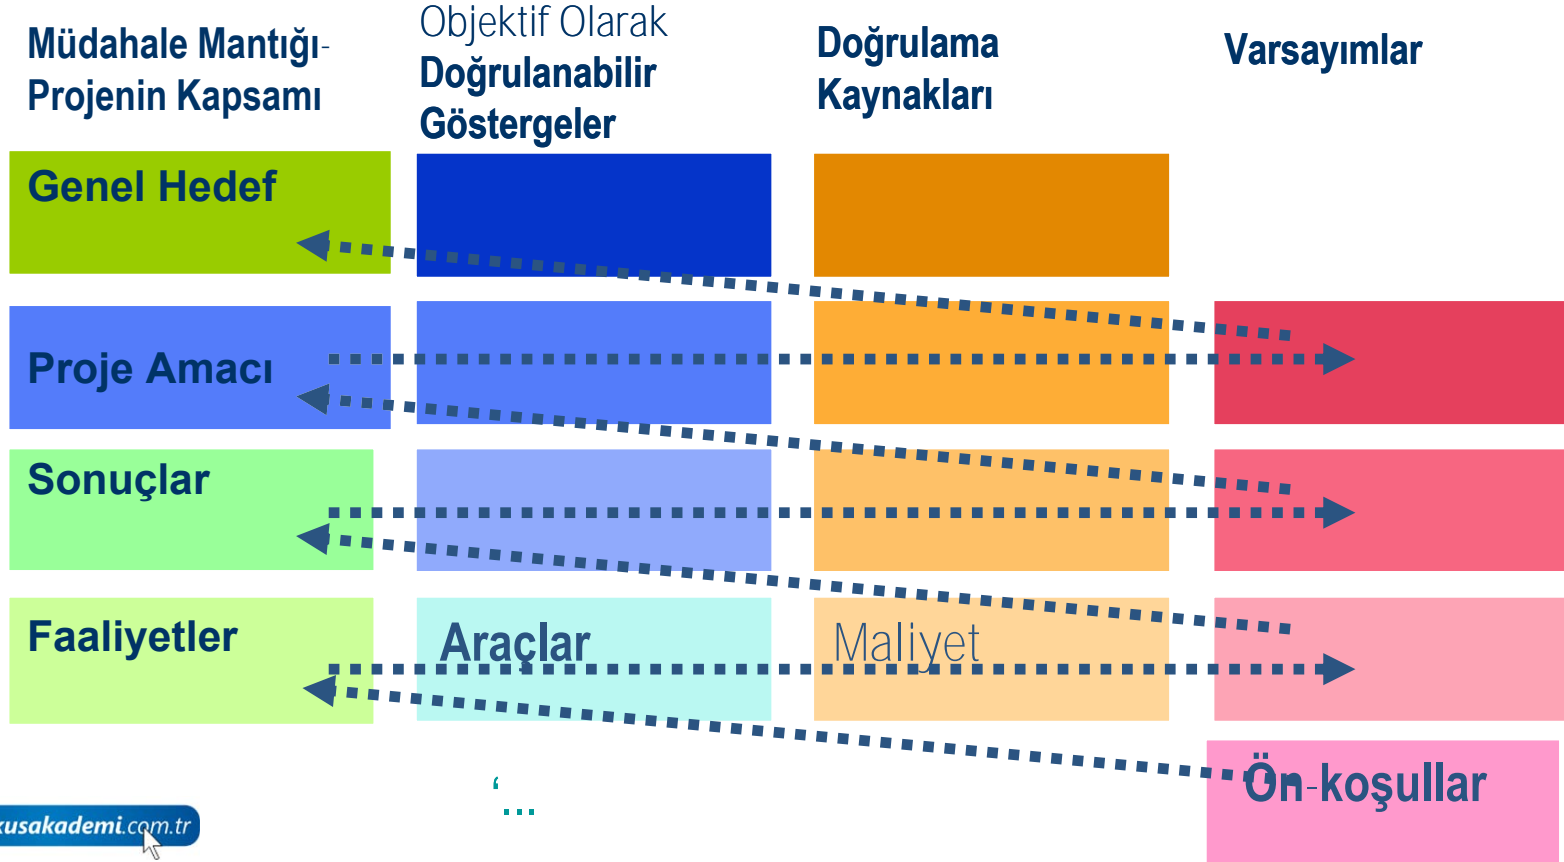 Müdahale Mantığı-
Projenin Kapsamı
Objektif Olarak
Doğrulanabilir
Göstergeler
Doğrulama
Kaynakları
Varsayımlar
Genel Hedef
Proje Amacı
Sonuçlar
Faaliyetler
Araçlar
Maliyet
Ön-koşullar
‘...
kusakademi.com.tr